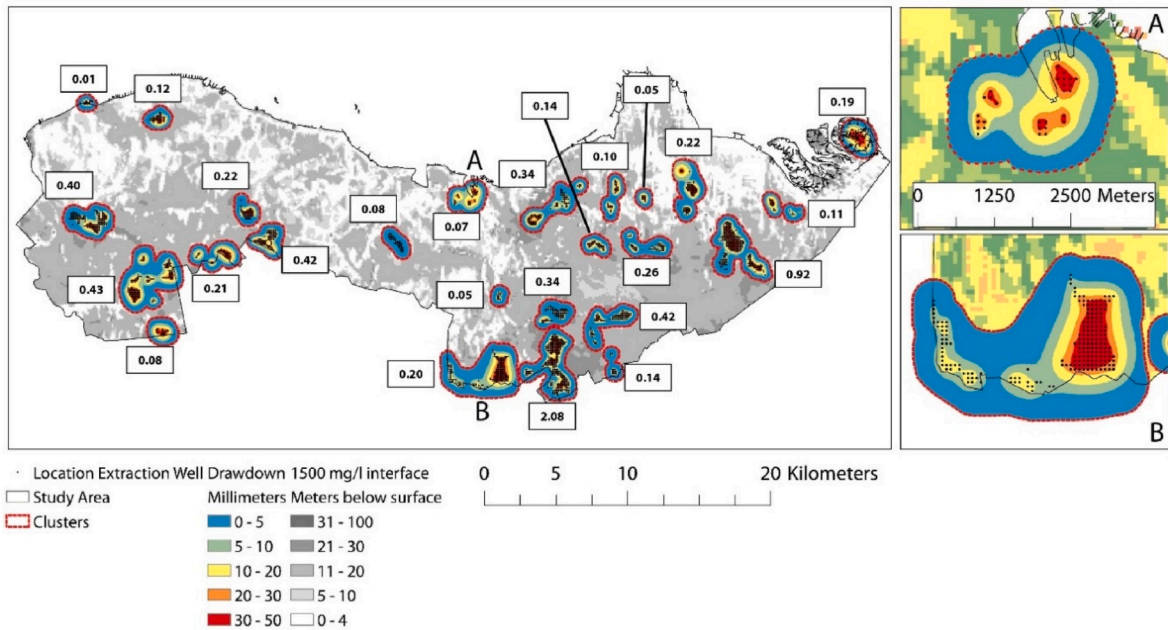 0.01
0.12
0.14
0.05
0.19
A
0.34
0.10
0.22
0.40
0.22
0.08
0.07
0.11
0.42
0.26
0.92
0.43
0.21
0.05
0.34
0.42
0.08
0.20
0.14
B
2.08
A
0 1250 2500 Meters
B
· Location Extraction Well Drawdown 1500 mg/l interface
Study Area Millimeters Meters below surface
Clusters 0 - 5 31 - 100
5 - 10 21 - 30
10 - 20 11 - 20
20 - 30 5 - 10
30 - 50 0 - 4
0 5 10 20 Kilometers